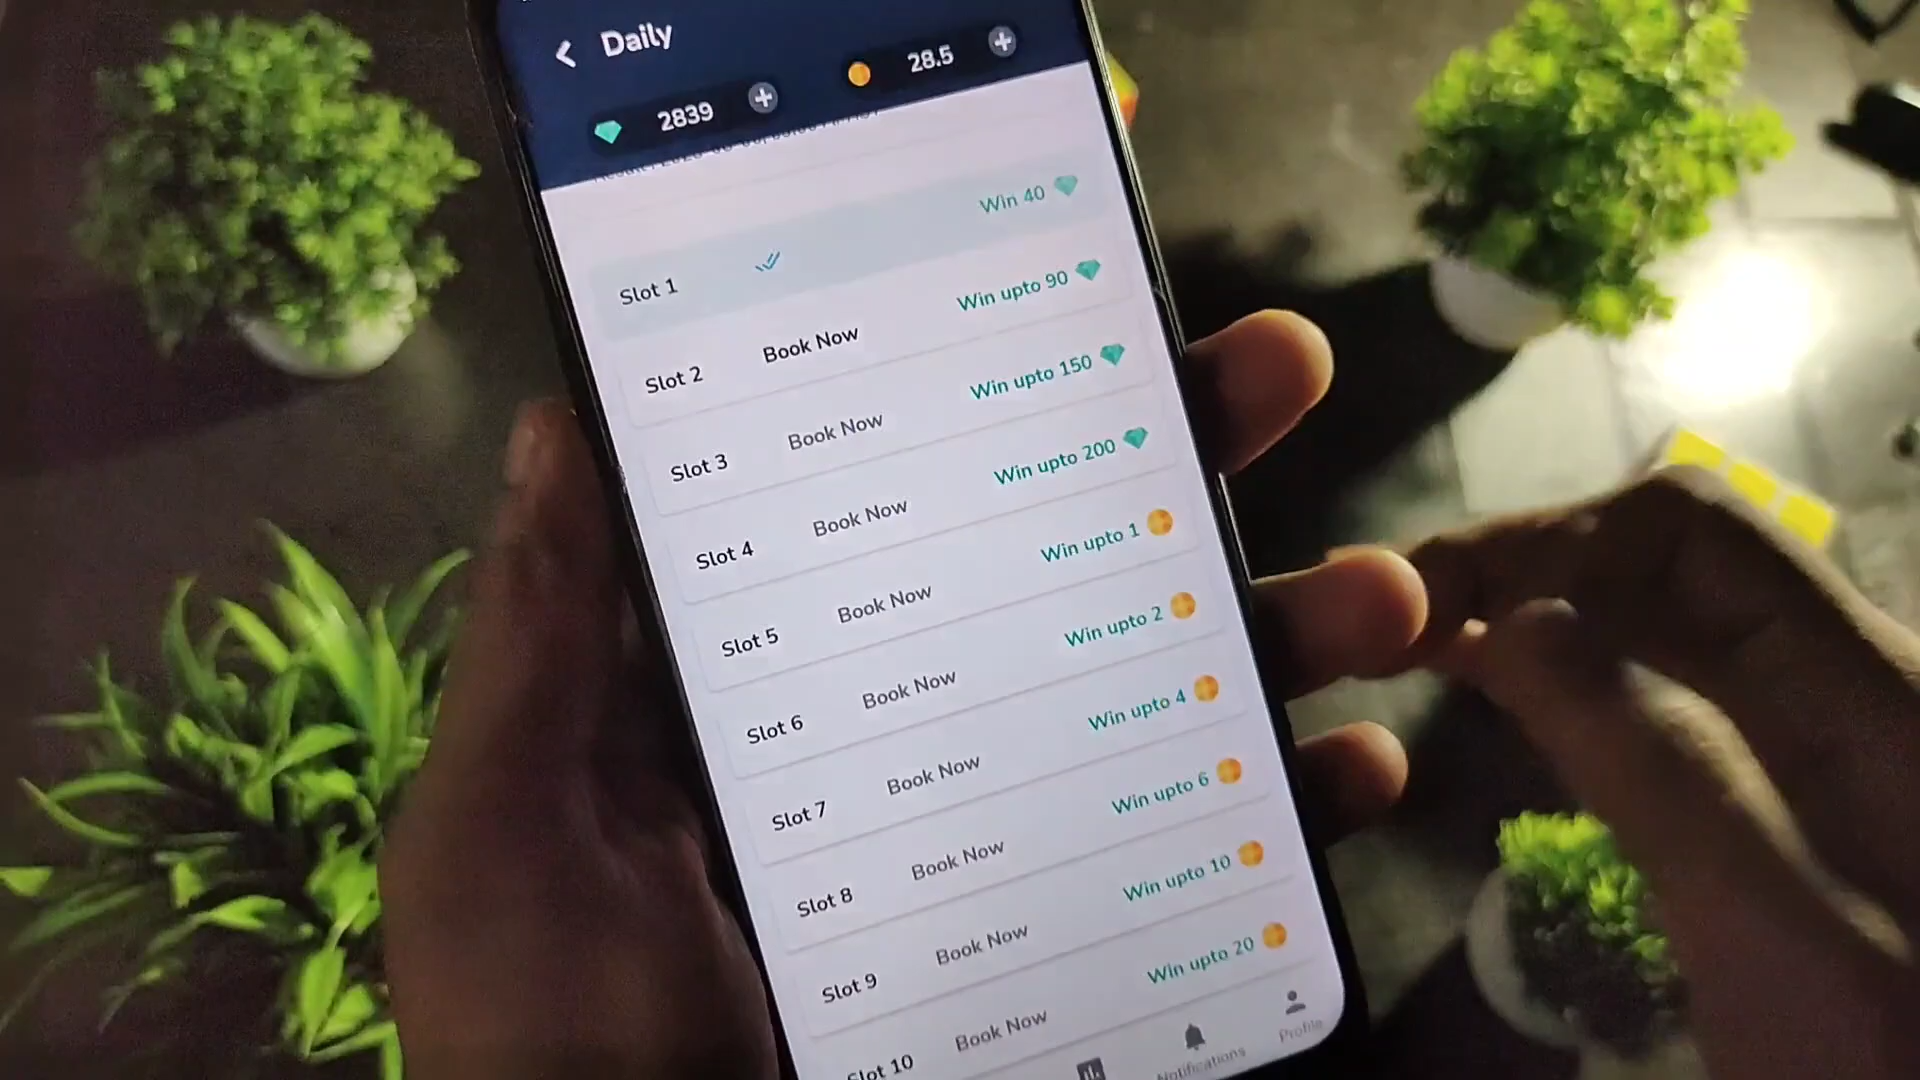 Daily
2839
28.5
Slot 1 Win 40
Slot 2 Book Now Win upto 90
Slot 3 Book Now Win upto 150
Slot 4 Book Now Win upto 200
Slot 5 Book Now Win upto 1
Slot 6 Book Now Win upto 2
Slot 7 Book Now Win upto 4
Slot 8 Book Now Win upto 6
Slot 9 Book Now Win upto 10
Slot 10 Book Now Win upto 20
Notifications
Profile